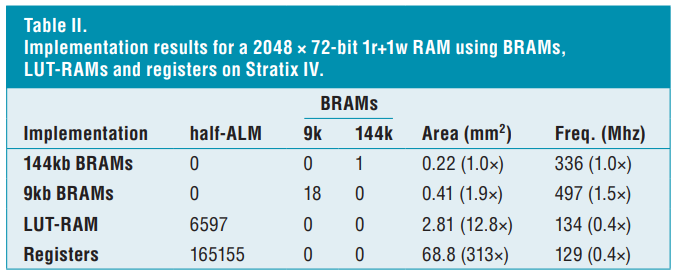 Table II.
Implementation results for a 2048 × 72-bit 1r+1w RAM using BRAMs,
LUT-RAMs and registers on Stratix IV.
BRAMs
Implementation half-ALM 9k 144k Area (mm²) Freq. (Mhz)
144kb BRAMs 0 0 1 0.22 (1.0×) 336 (1.0×)
9kb BRAMs 0 18 0 0.41 (1.9×) 497 (1.5×)
LUT-RAM 6597 0 0 2.81 (12.8×) 134 (0.4×)
Registers 165155 0 0 68.8 (313×) 129 (0.4×)